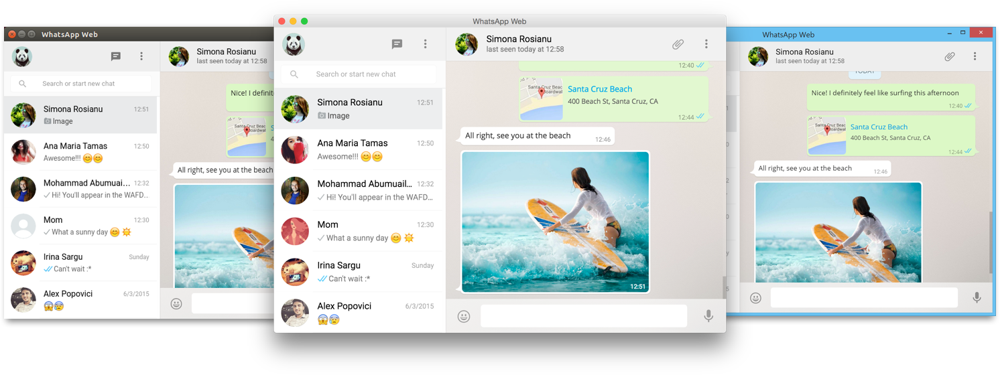 WhatsApp Web
Simona Rosianu
last seen today at 12:58
Search or start new chat
Nice! I definit
Simona Rosianu
12:51
Image
Santa Cruz Beac
Boardwal
Ana Maria Tamas
12:50
Awesome!!! 😊😊
All right, see you at the beach
Mohammad Abumuai...
12:32
✓ Hi! You'll appear in the WAFD...
Mom
12:30
✓ What a sunny day 😊 ☀️
Irina Sargu
Sunday
✓✓ Can't wait :*
Alex Popovici
6/3/2015
😱😰
WhatsApp Web
Simona Rosianu
last seen today at 12:58
Search or start new chat
Simona Rosianu
12:51
Image
Ana Maria Tamas
12:50
Awesome!!! 😊😊
Mohammad Abumuail...
12:32
✓ Hi! You'll appear in the WAFD...
Mom
12:30
✓ What a sunny day 😊 ☀️
Irina Sargu
Sunday
✓✓ Can't wait :*
Alex Popovici
6/3/2015
😱😰
12:40 ✓✓
Santa Cruz Beac
Boardwalk
Santa Cruz Beach
400 Beach St, Santa Cruz, CA
12:44 ✓✓
All right, see you at the beach
12:46
12:51
WhatsApp Web
Simona Rosianu
last seen today at 12:58
TODAY
Nice! I definitely feel like surfing this afternoon
12:40 ✓✓
Santa Cruz Beac
Boardwalk
Santa Cruz Beach
400 Beach St, Santa Cruz, CA
12:44 ✓✓
All right, see you at the beach
12:46